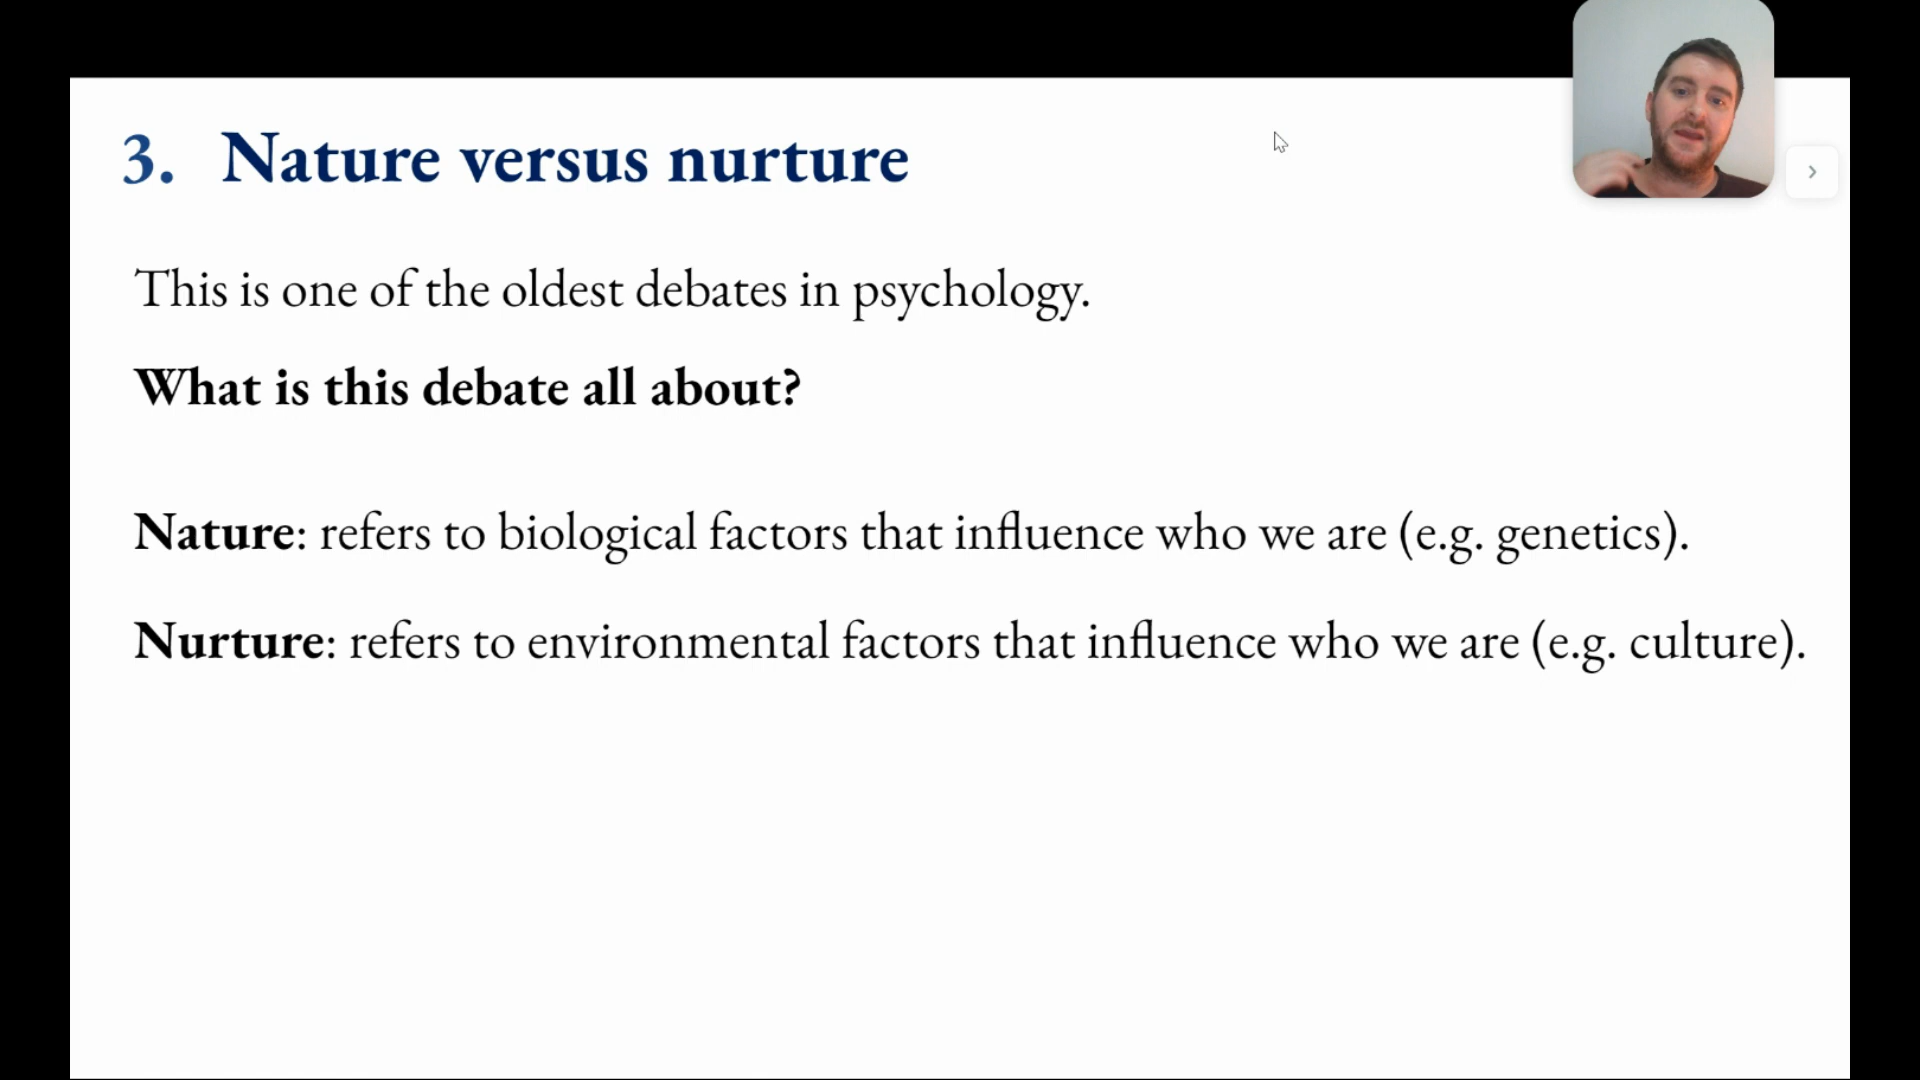 3. Nature versus nurture
This is one of the oldest debates in psychology.
What is this debate all about?
Nature: refers to biological factors that influence who we are (e.g. genetics).
Nurture: refers to environmental factors that influence who we are (e.g. culture).